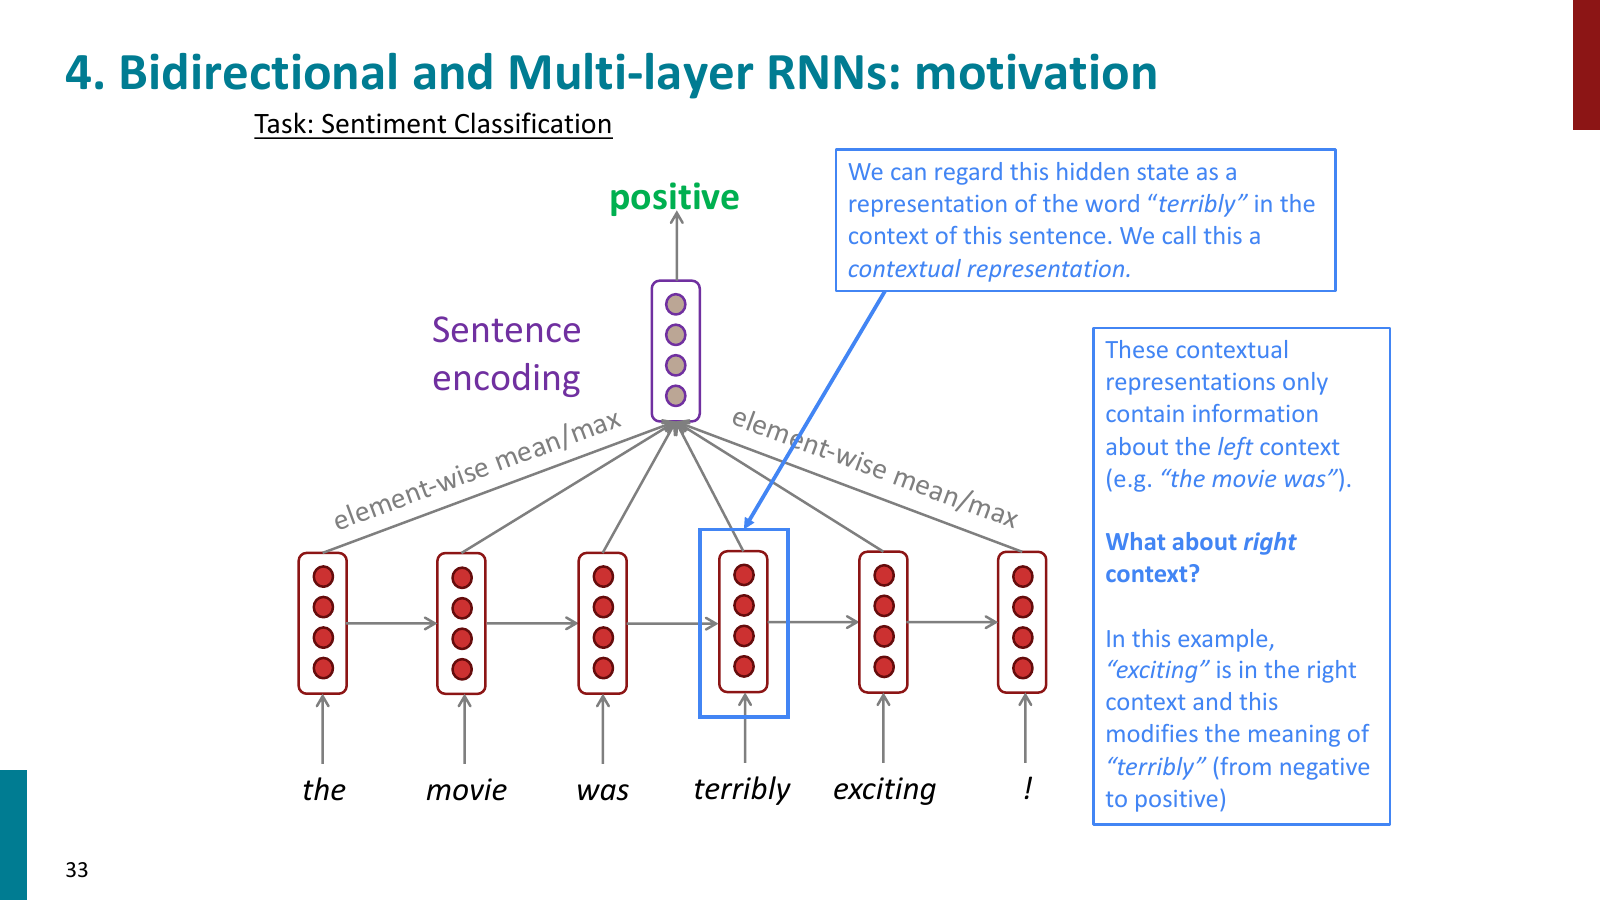 4. Bidirectional and Multi-layer RNNs: motivation
Task: Sentiment Classification
positive
We can regard this hidden state as a
representation of the word “terribly” in the
context of this sentence. We call this a
contextual representation.
Sentence
encoding
element-wise mean/max
element-wise mean/max
These contextual
representations only
contain information
about the left context
(e.g. “the movie was”).
What about right
context?
In this example,
“exciting” is in the right
context and this
modifies the meaning of
“terribly” (from negative
to positive)
the movie was terribly exciting !
33